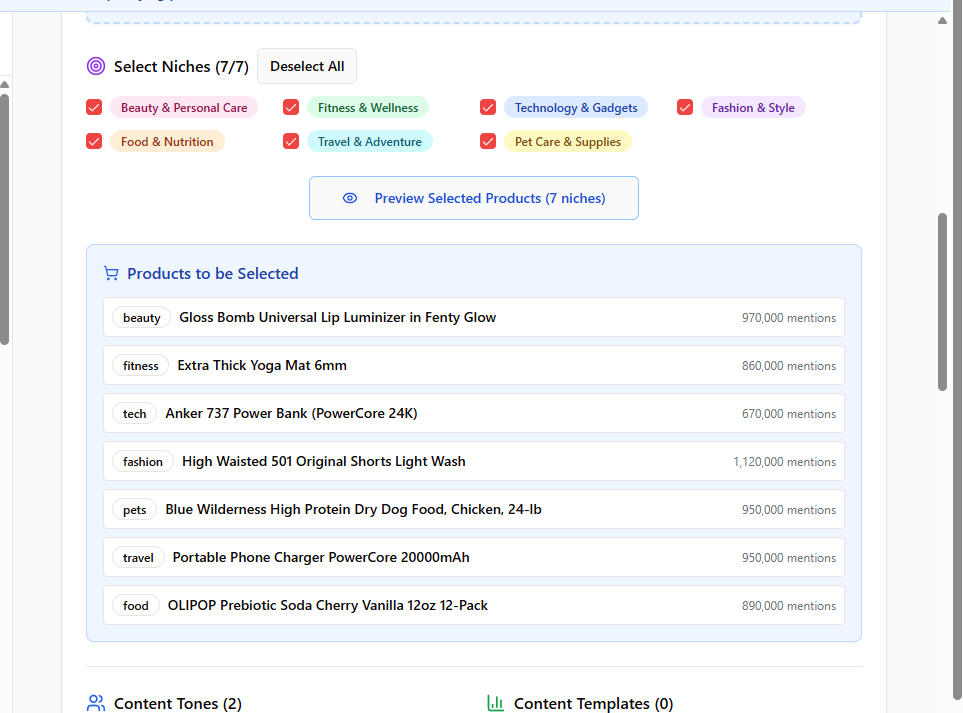 Select Niches (7/7) Deselect All
Beauty & Personal Care Fitness & Wellness Technology & Gadgets Fashion & Style
Food & Nutrition Travel & Adventure Pet Care & Supplies
Preview Selected Products (7 niches)
Products to be Selected
beauty Gloss Bomb Universal Lip Luminizer in Fenty Glow 970,000 mentions
fitness Extra Thick Yoga Mat 6mm 860,000 mentions
tech Anker 737 Power Bank (PowerCore 24K) 670,000 mentions
fashion High Waisted 501 Original Shorts Light Wash 1,120,000 mentions
pets Blue Wilderness High Protein Dry Dog Food, Chicken, 24-lb 950,000 mentions
travel Portable Phone Charger PowerCore 20000mAh 950,000 mentions
food OLIPOP Prebiotic Soda Cherry Vanilla 12oz 12-Pack 890,000 mentions
Content Tones (2) Content Templates (0)